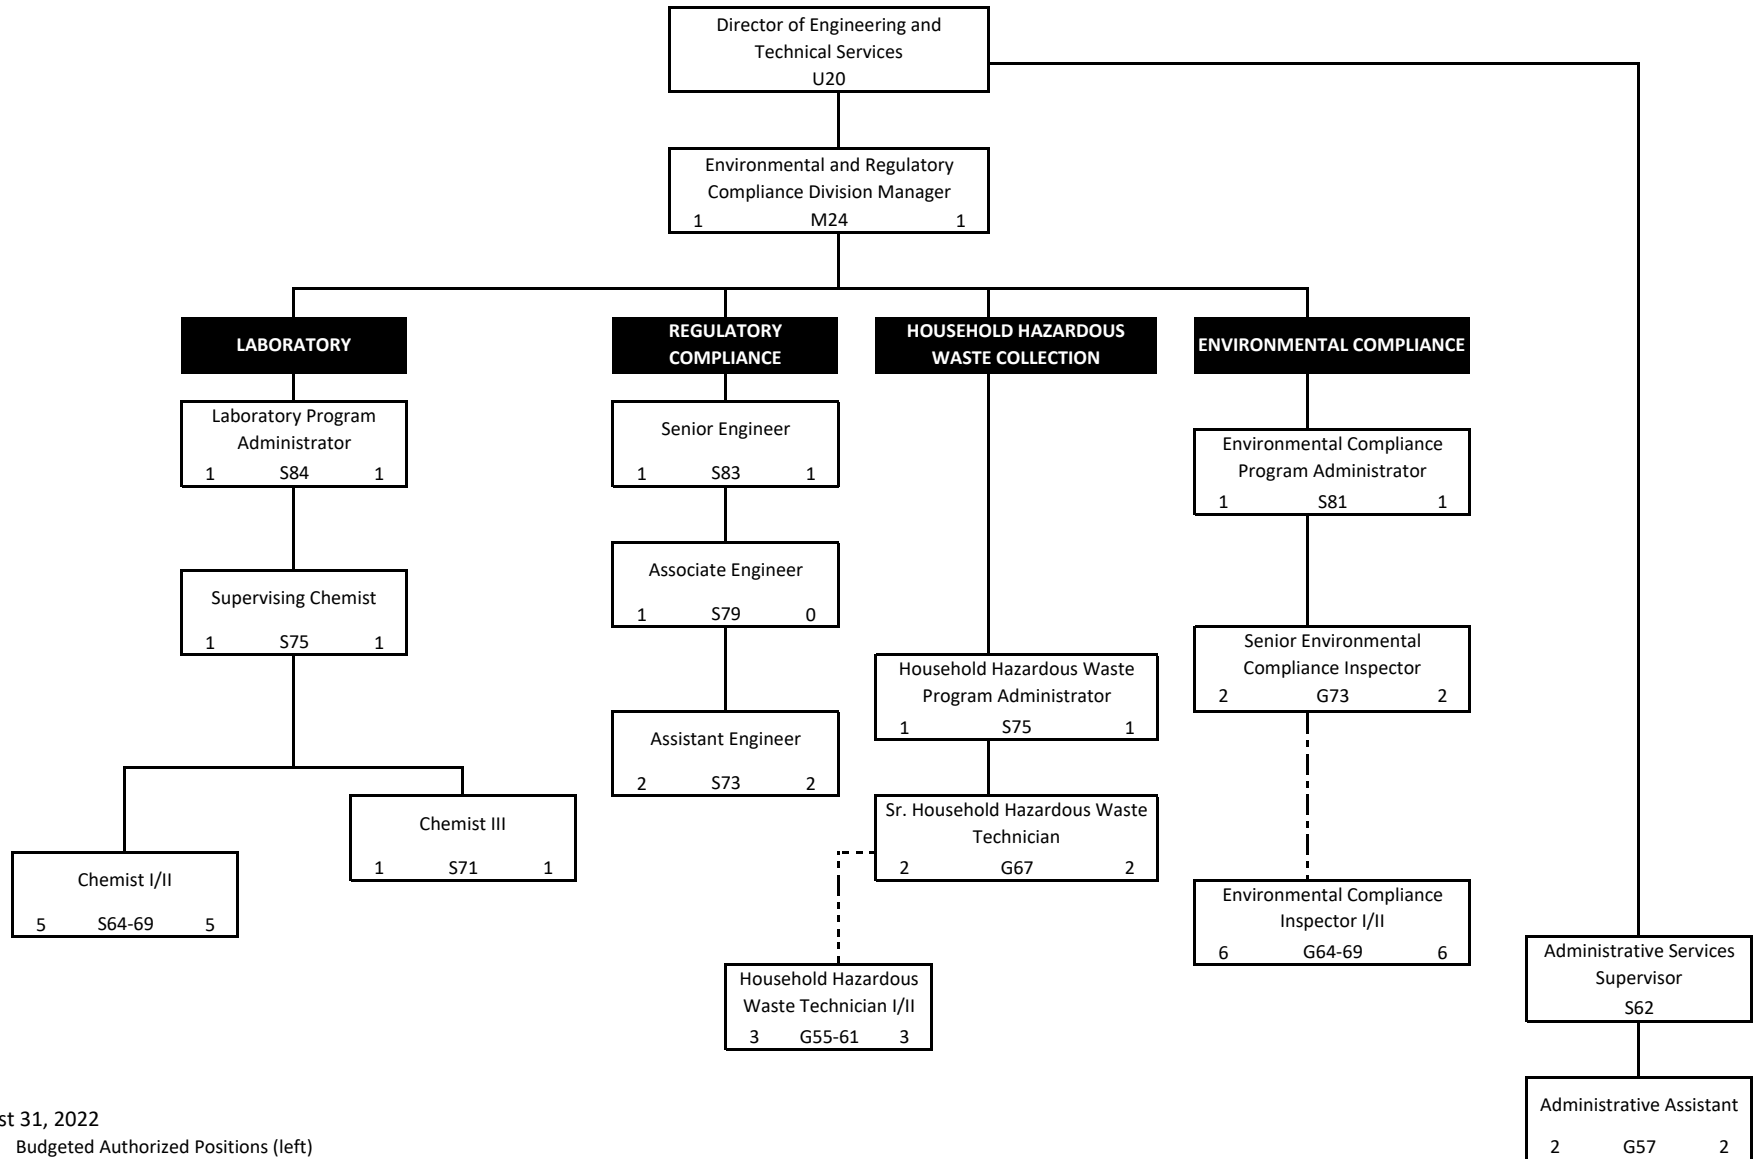 Director of Engineering and
Technical Services
U20
Environmental and Regulatory
Compliance Division Manager
1 M24 1
LABORATORY
REGULATORY
COMPLIANCE
HOUSEHOLD HAZARDOUS
WASTE COLLECTION
ENVIRONMENTAL COMPLIANCE
Laboratory Program
Administrator
1 S84 1
Senior Engineer
1 S83 1
Environmental Compliance
Program Administrator
1 S81 1
Supervising Chemist
1 S75 1
Associate Engineer
1 S79 0
Household Hazardous Waste
Program Administrator
1 S75 1
Senior Environmental
Compliance Inspector
2 G73 2
Assistant Engineer
2 S73 2
Chemist III
1 S71 1
Sr. Household Hazardous Waste
Technician
2 G67 2
Chemist I/II
5 S64-69 5
Environmental Compliance
Inspector I/II
6 G64-69 6
Household Hazardous
Waste Technician I/II
3 G55-61 3
Administrative Services
Supervisor
S62
Administrative Assistant
2 G57 2
st 31, 2022
Budgeted Authorized Positions (left)